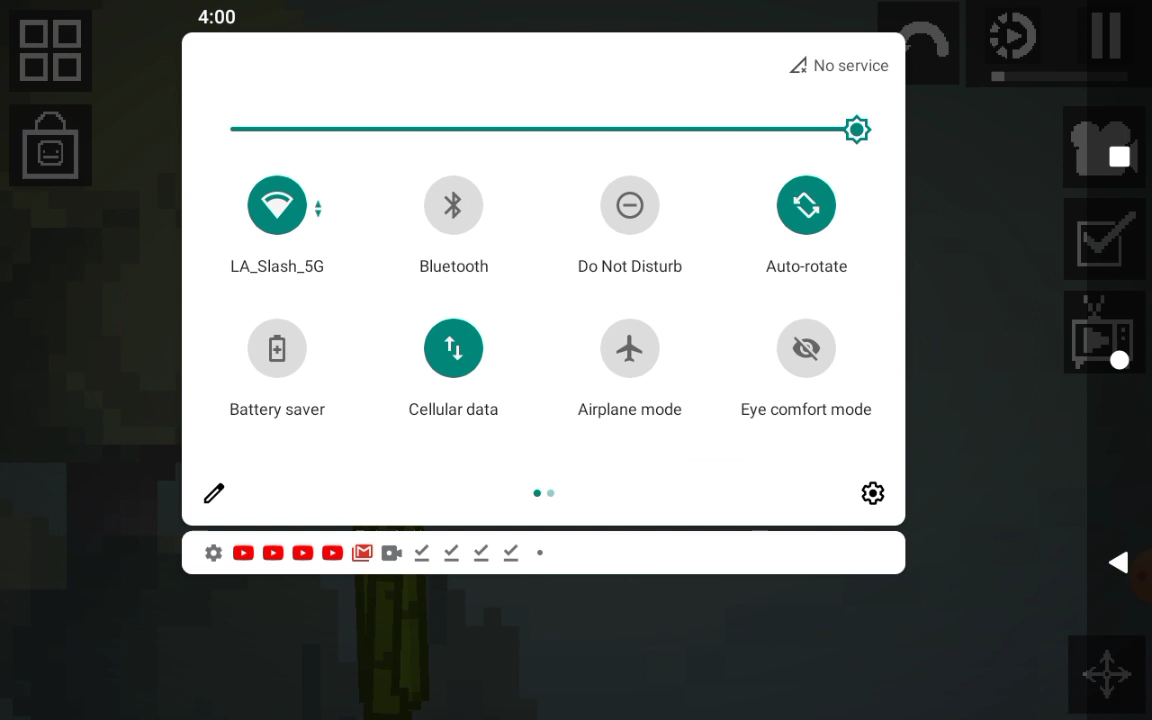 4:00
No service
LA_Slash_5G
Bluetooth
Do Not Disturb
Auto-rotate
Battery saver
Cellular data
Airplane mode
Eye comfort mode